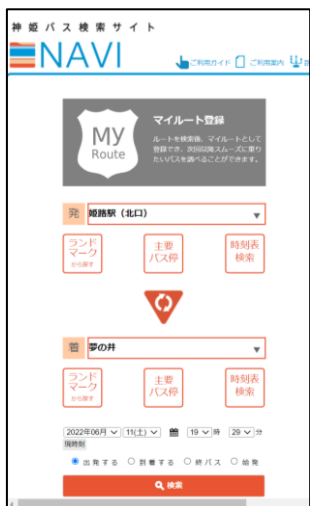 神姫バス検索サイト
NAVI
ご利用ガイド ご利用案内
マイルート登録
MY
Route
ルートを検索後、マイルートとして
登録でき、次回以降スムーズに乗り
たいバスを調べることができます。
発 姫路駅（北口） ▼
ランド
マーク
から探す
主要
バス停
時刻表
検索
着 夢の井 ▼
ランド
マーク
から探す
主要
バス停
時刻表
検索
2022年06月 11(土) 19 時 29 分
現時刻
出発する 到着する 終バス 始発
検索